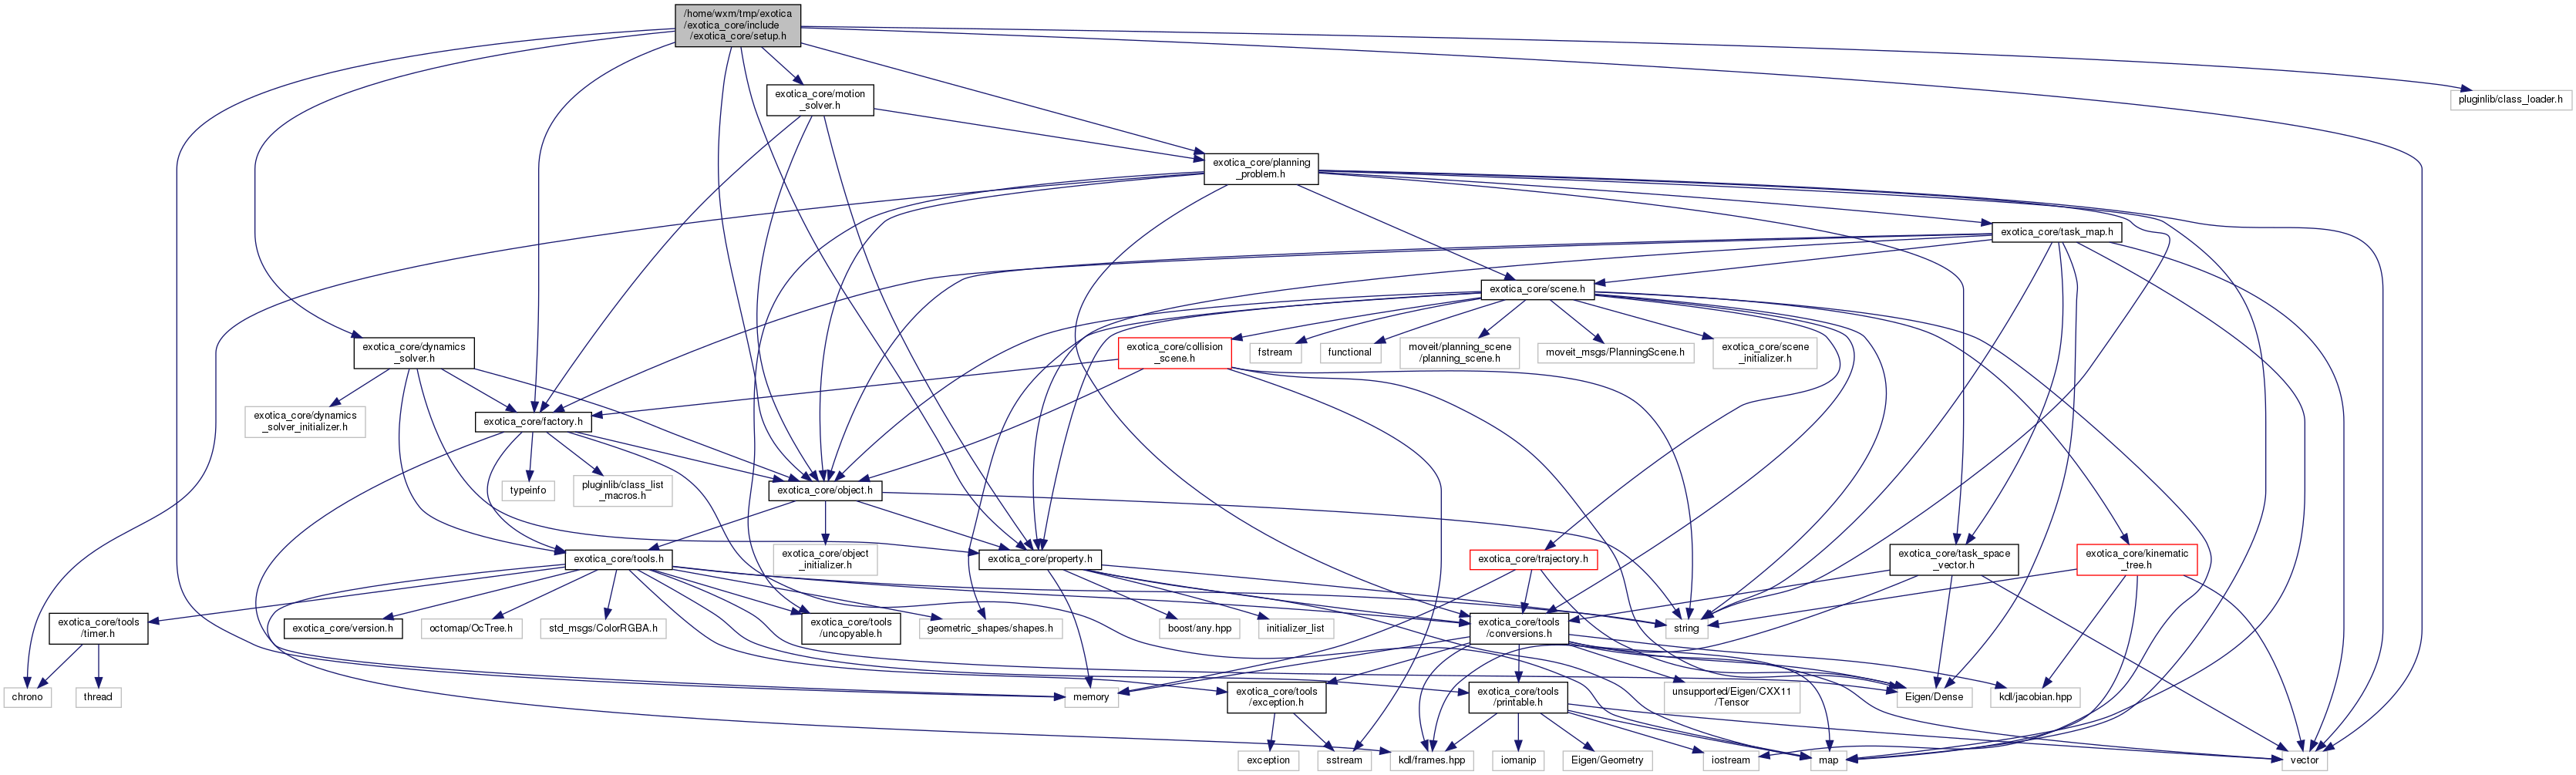 /home/wxm/tmp/exotica
/exotica_core/include
/exotica_core/setup.h
exotica_core/motion
_solver.h
pluginlib/class_loader.h
exotica_core/planning
_problem.h
exotica_core/task_map.h
exotica_core/scene.h
exotica_core/dynamics
_solver.h
exotica_core/collision
_scene.h
fstream
functional
moveit/planning_scene
/planning_scene.h
moveit_msgs/PlanningScene.h
exotica_core/scene
_initializer.h
exotica_core/dynamics
_solver_initializer.h
exotica_core/factory.h
typeinfo
pluginlib/class_list
_macros.h
exotica_core/object.h
exotica_core/tools.h
exotica_core/object
_initializer.h
exotica_core/property.h
exotica_core/trajectory.h
exotica_core/task_space
_vector.h
exotica_core/kinematic
_tree.h
exotica_core/tools
/timer.h
exotica_core/version.h
octomap/OcTree.h
std_msgs/ColorRGBA.h
exotica_core/tools
/uncopyable.h
geometric_shapes/shapes.h
boost/any.hpp
initializer_list
exotica_core/tools
/conversions.h
string
chrono
thread
memory
exotica_core/tools
/exception.h
exotica_core/tools
/printable.h
unsupported/Eigen/CXX11
/Tensor
Eigen/Dense
kdl/jacobian.hpp
exception
sstream
kdl/frames.hpp
iomanip
Eigen/Geometry
iostream
map
vector